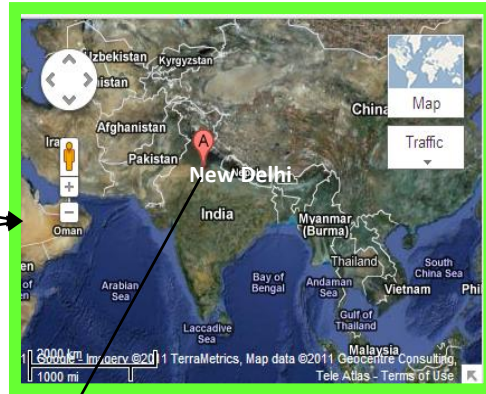 Uzbekistan
Kyrgyzstan
China
Map
Afghanistan
A
Traffic
Pakistan
New Delhi
India
Oman
Myanmar
(Burma)
Thailand
South
China Sea
Arabian
Sea
Bay of
Bengal
Andaman
Sea
Vietnam
Phil
Gulf of
Thailand
Laccadive
Sea
Malaysia
2000 km
1000 mi
Google - Imagery ©2011 TerraMetrics, Map data ©2011 Geocentre Consulting,
Tele Atlas - Terms of Use